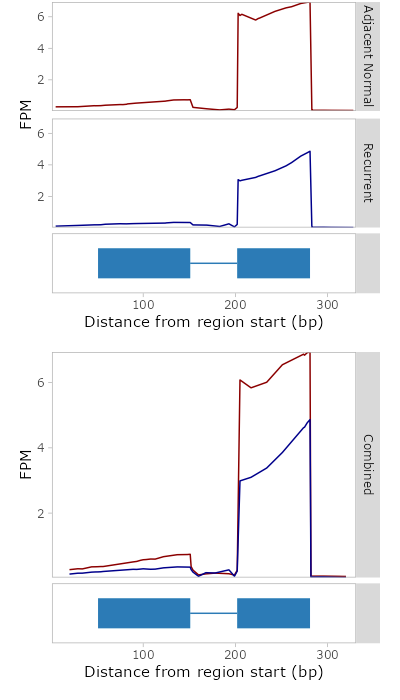 6
4
2
Adjacent Normal
FPM
6
4
2
Recurrent
100
200
300
Distance from region start (bp)
6
4
2
FPM
Combined
100
200
300
Distance from region start (bp)